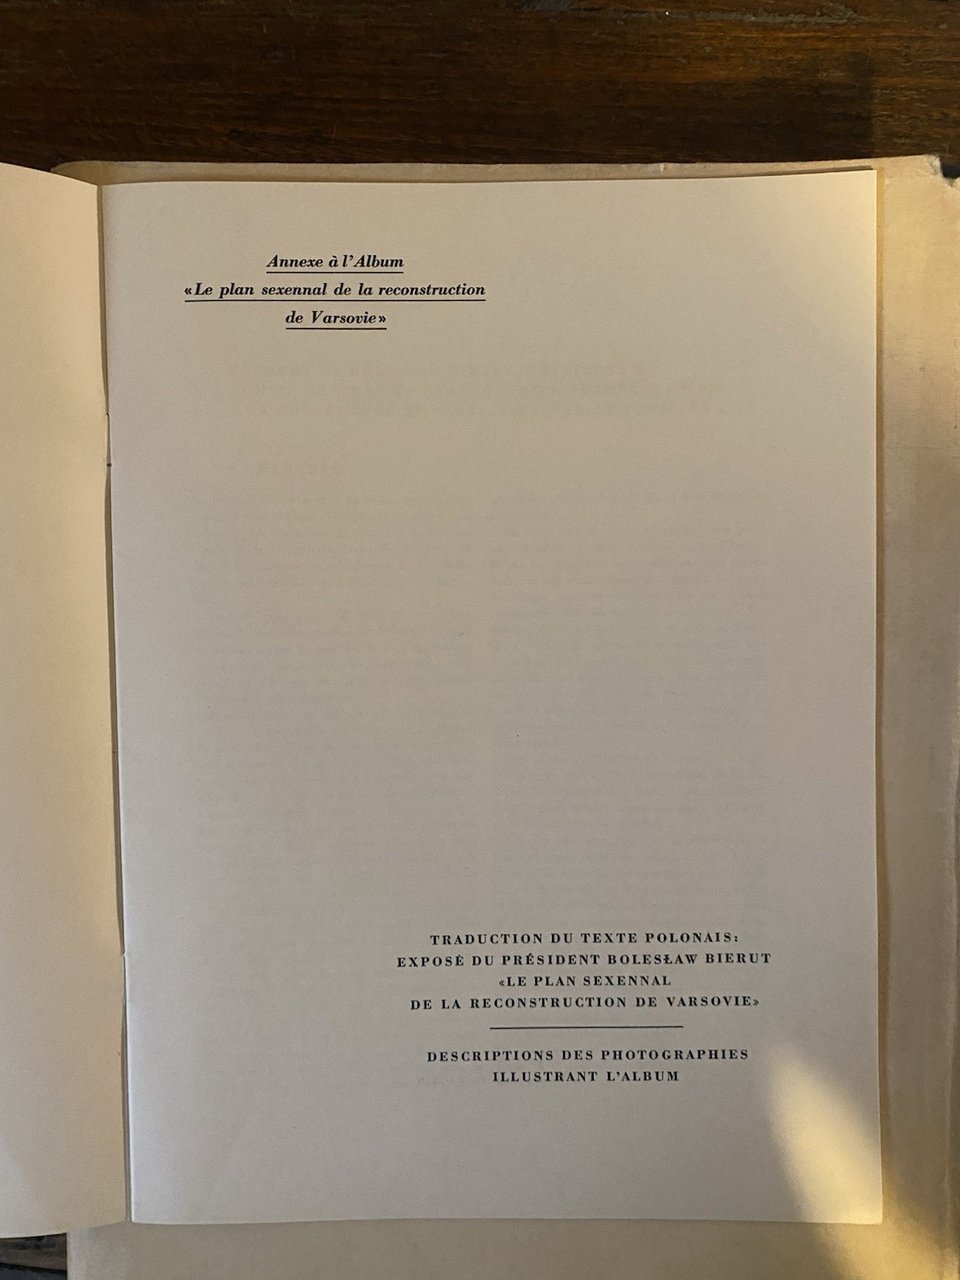 Annexe à l'Album
«Le plan sexennal de la reconstruction
de Varsovie»
TRADUCTION DU TEXTE POLONAIS:
EXPOSÉ DU PRÉSIDENT BOLESŁAW BIERUT
«LE PLAN SEXENNAL
DE LA RECONSTRUCTION DE VARSOVIE»
DESCRIPTIONS DES PHOTOGRAPHIES
ILLUSTRANT L'ALBUM